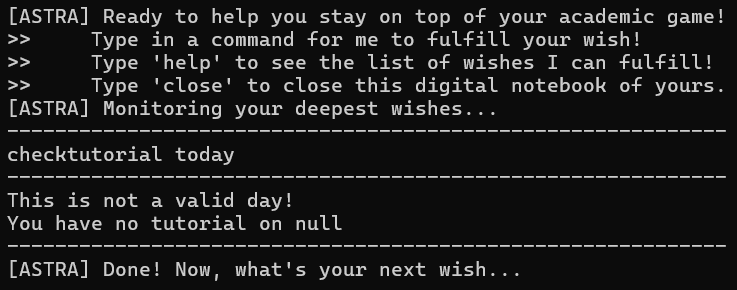 [ASTRA] Ready to help you stay on top of your academic game!
>>     Type in a command for me to fulfill your wish!
>>     Type 'help' to see the list of wishes I can fulfill!
>>     Type 'close' to close this digital notebook of yours.
[ASTRA] Monitoring your deepest wishes...
------------------------------------------------------------
checktutorial today
------------------------------------------------------------
This is not a valid day!
You have no tutorial on null
------------------------------------------------------------
[ASTRA] Done! Now, what's your next wish...